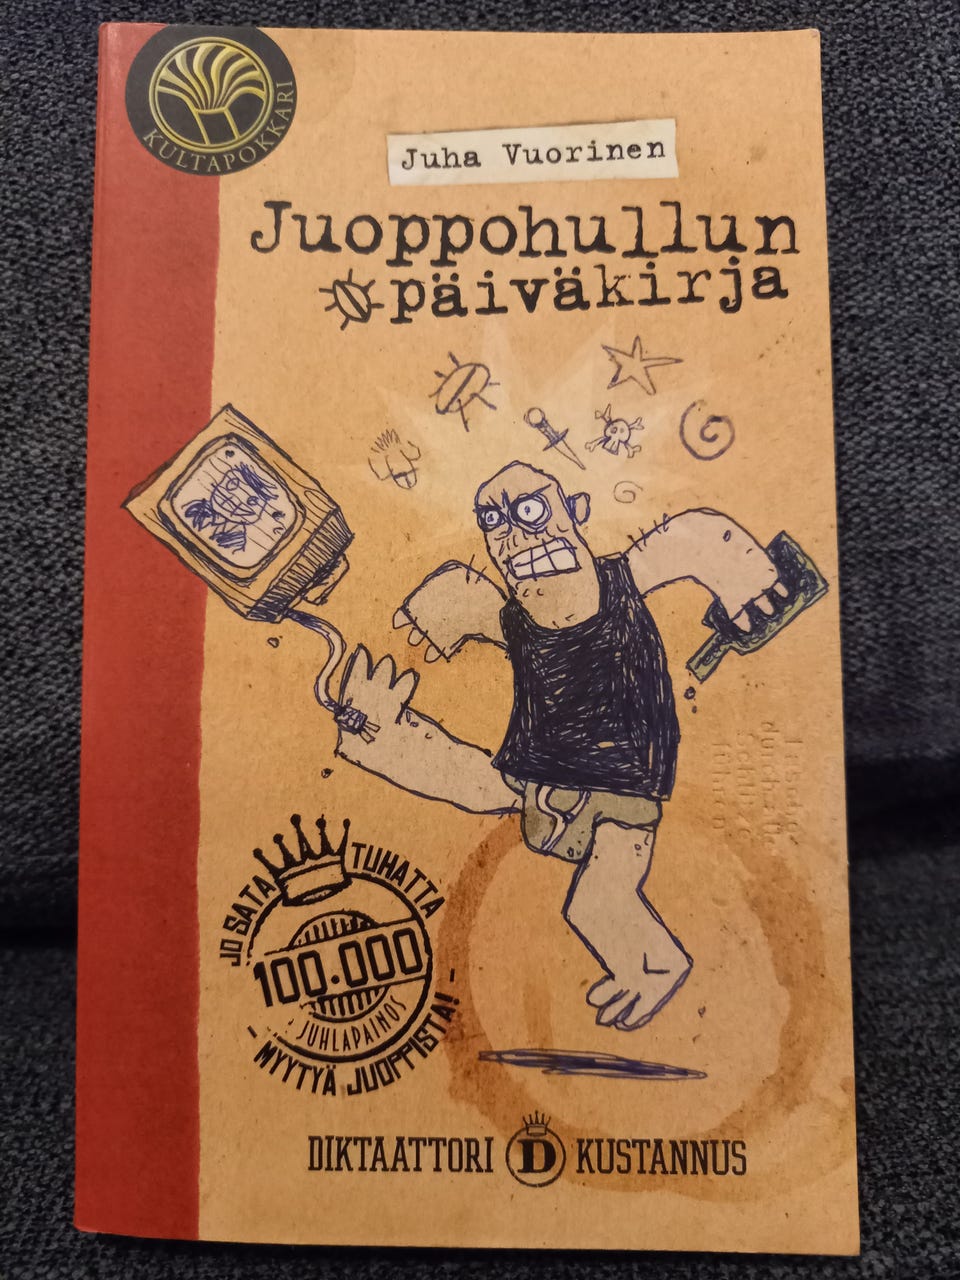 KULTAPOKKARI
Juha Vuorinen
Juoppohullun
päiväkirja
JO SATA TUHATTA
100.000
JUHLAPAINOS
- MYYTYÄ JUOPPISTA! -
DIKTAATTORI D KUSTANNUS